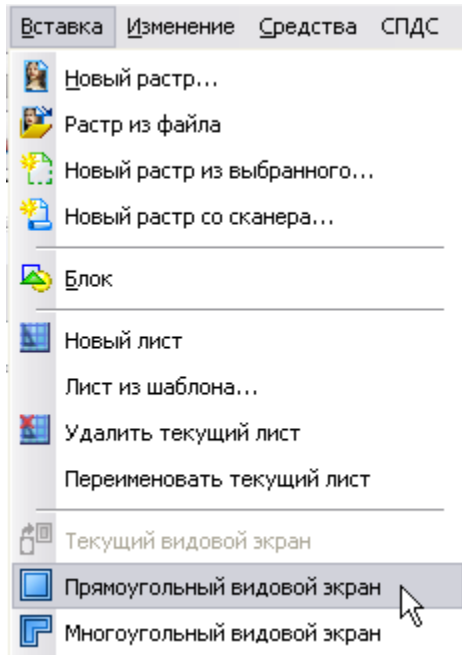 Вставка Изменение Средства СПДС
Новый растр...
Растр из файла
Новый растр из выбранного...
Новый растр со сканера...
Блок
Новый лист
Лист из шаблона...
Удалить текущий лист
Переименовать текущий лист
Текущий видовой экран
Прямоугольный видовой экран
Многоугольный видовой экран